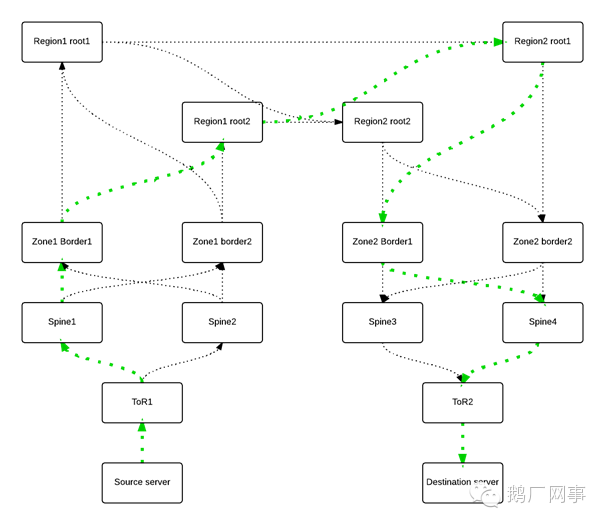 Region1 root1
Region2 root1
Region1 root2
Region2 root2
Zone1 Border1
Zone1 border2
Zone2 Border1
Zone2 border2
Spine1
Spine2
Spine3
Spine4
ToR1
ToR2
Source server
Destination server
鹅厂网事